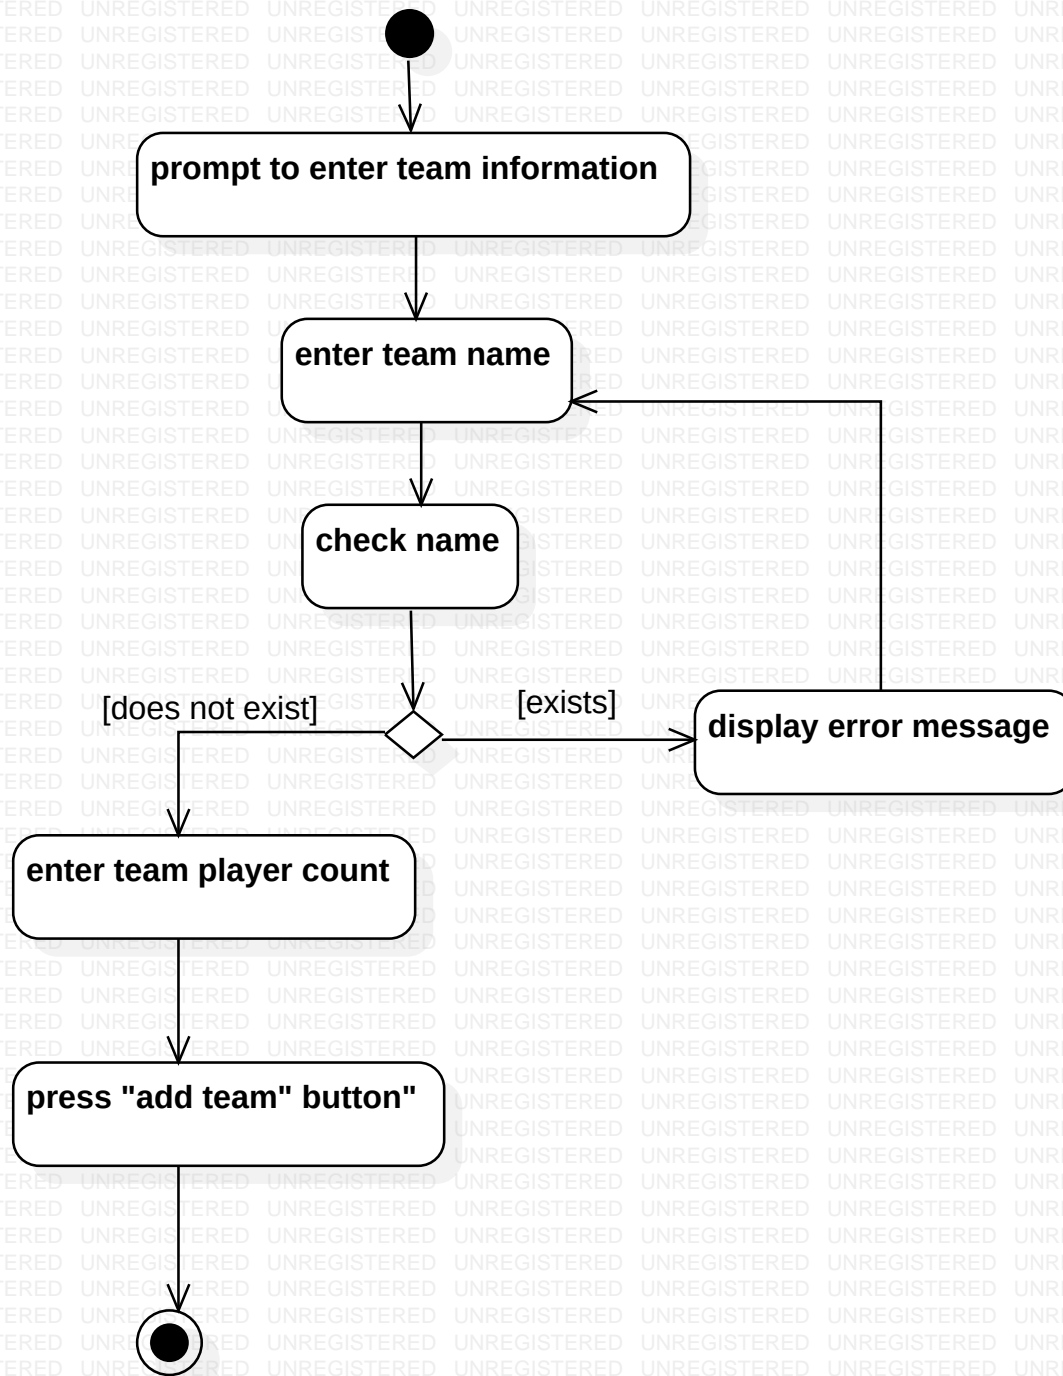 prompt to enter team information
enter team name
check name
[does not exist]
[exists]
display error message
enter team player count
press "add team" button"
UNREGISTERED